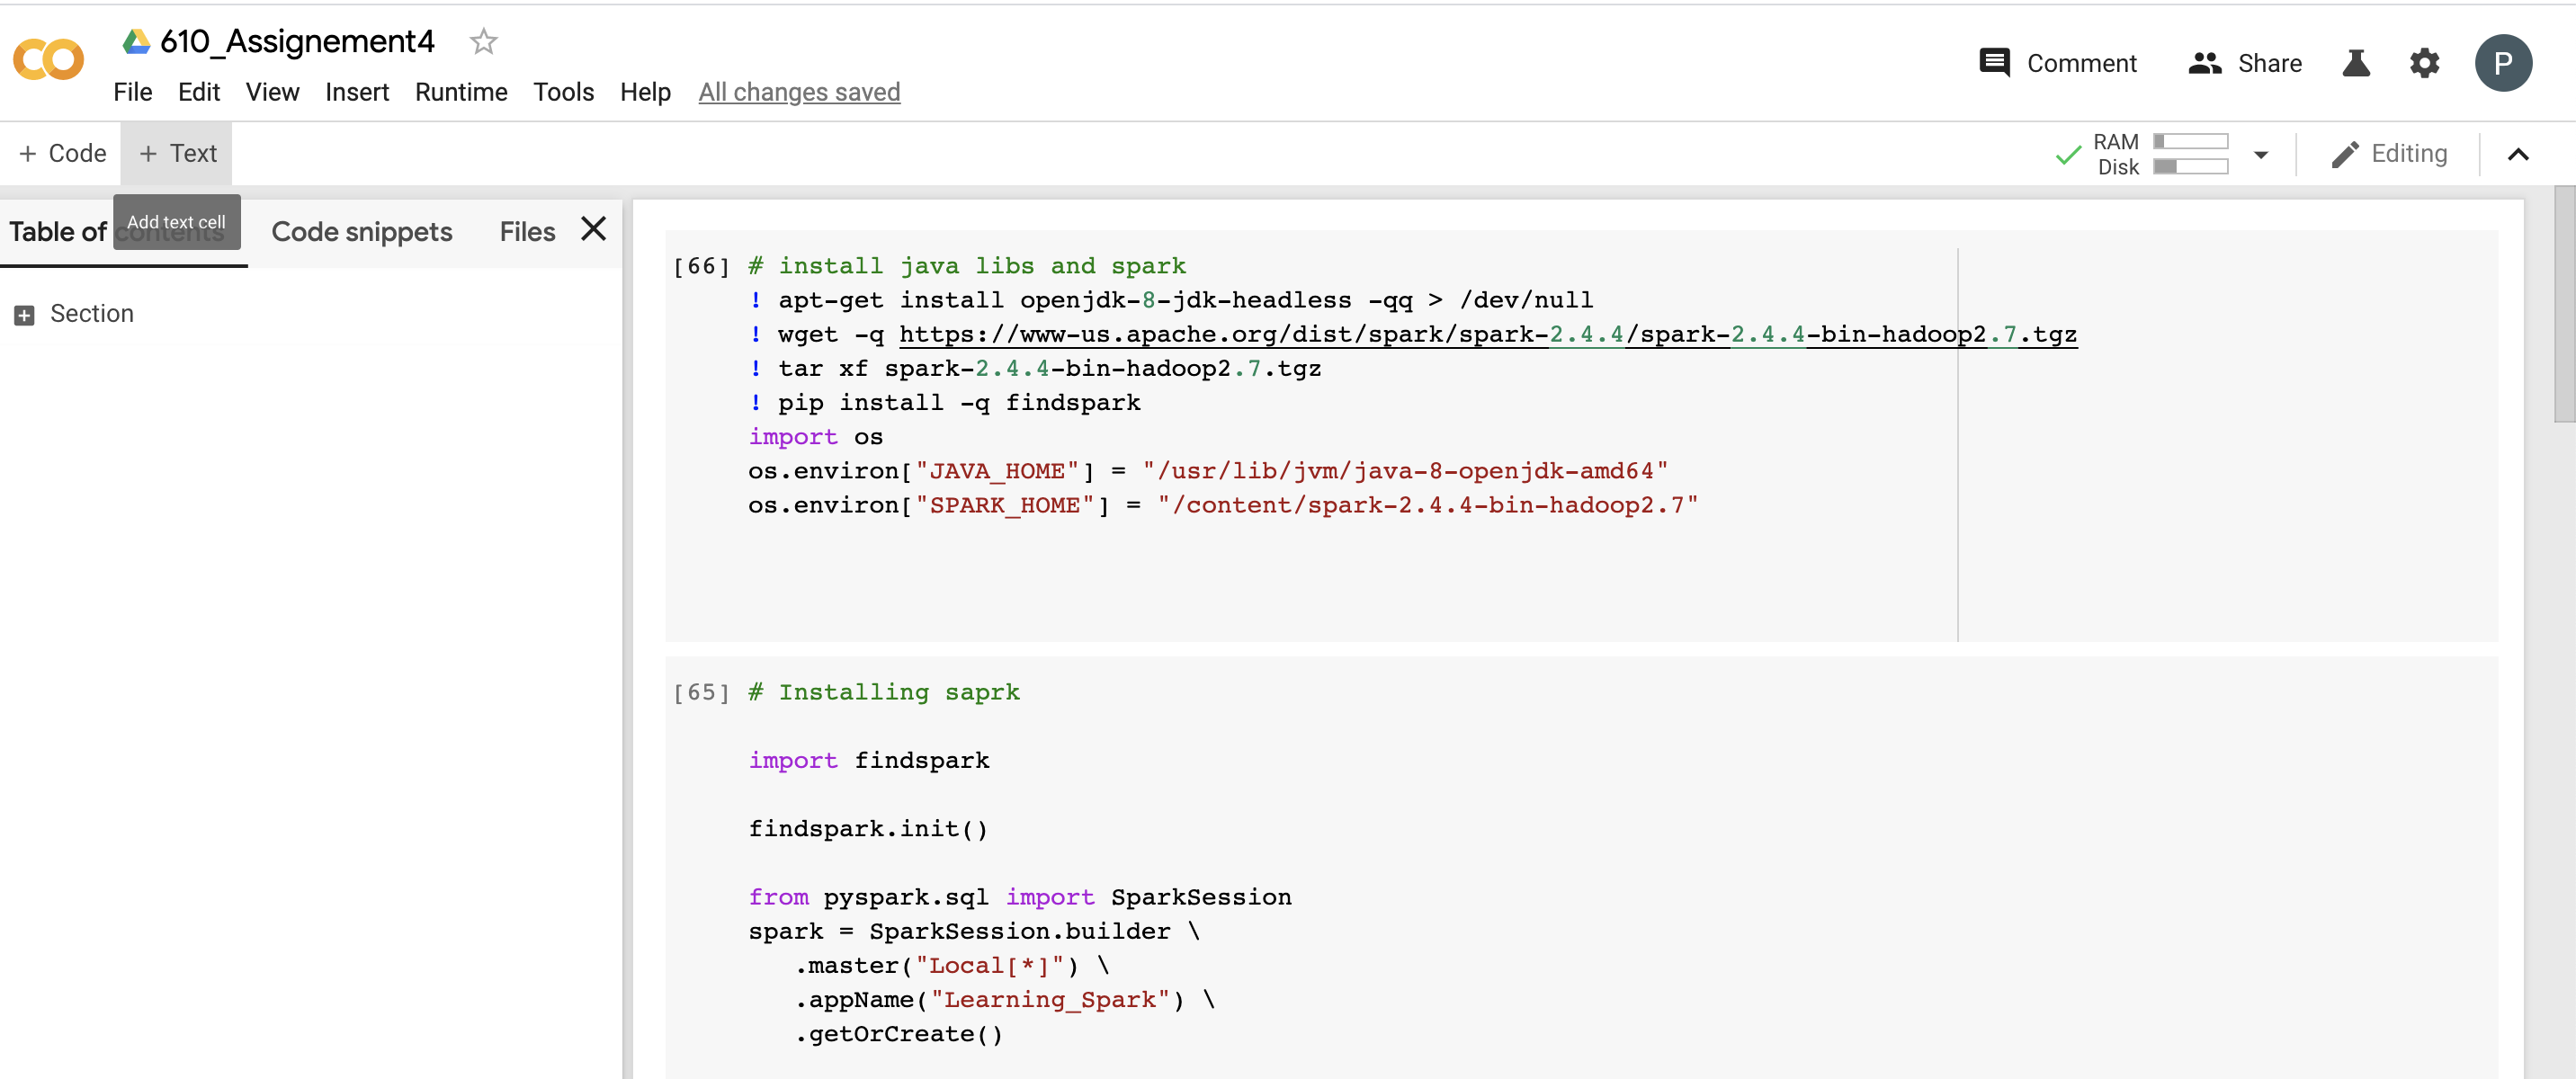 610_Assignement4
Comment
Share
P
File Edit View Insert Runtime Tools Help All changes saved
+ Code + Text
RAM
Disk
Editing
Table of contents Code snippets Files
Add text cell
Section
[66] # install java libs and spark
! apt-get install openjdk-8-jdk-headless -qq > /dev/null
! wget -q https://www-us.apache.org/dist/spark/spark-2.4.4/spark-2.4.4-bin-hadoop2.7.tgz
! tar xf spark-2.4.4-bin-hadoop2.7.tgz
! pip install -q findspark
import os
os.environ["JAVA_HOME"] = "/usr/lib/jvm/java-8-openjdk-amd64"
os.environ["SPARK_HOME"] = "/content/spark-2.4.4-bin-hadoop2.7"
[65] # Installing saprk
import findspark
findspark.init()
from pyspark.sql import SparkSession
spark = SparkSession.builder \
.master("Local[*]") \
.appName("Learning_Spark") \
.getOrCreate()